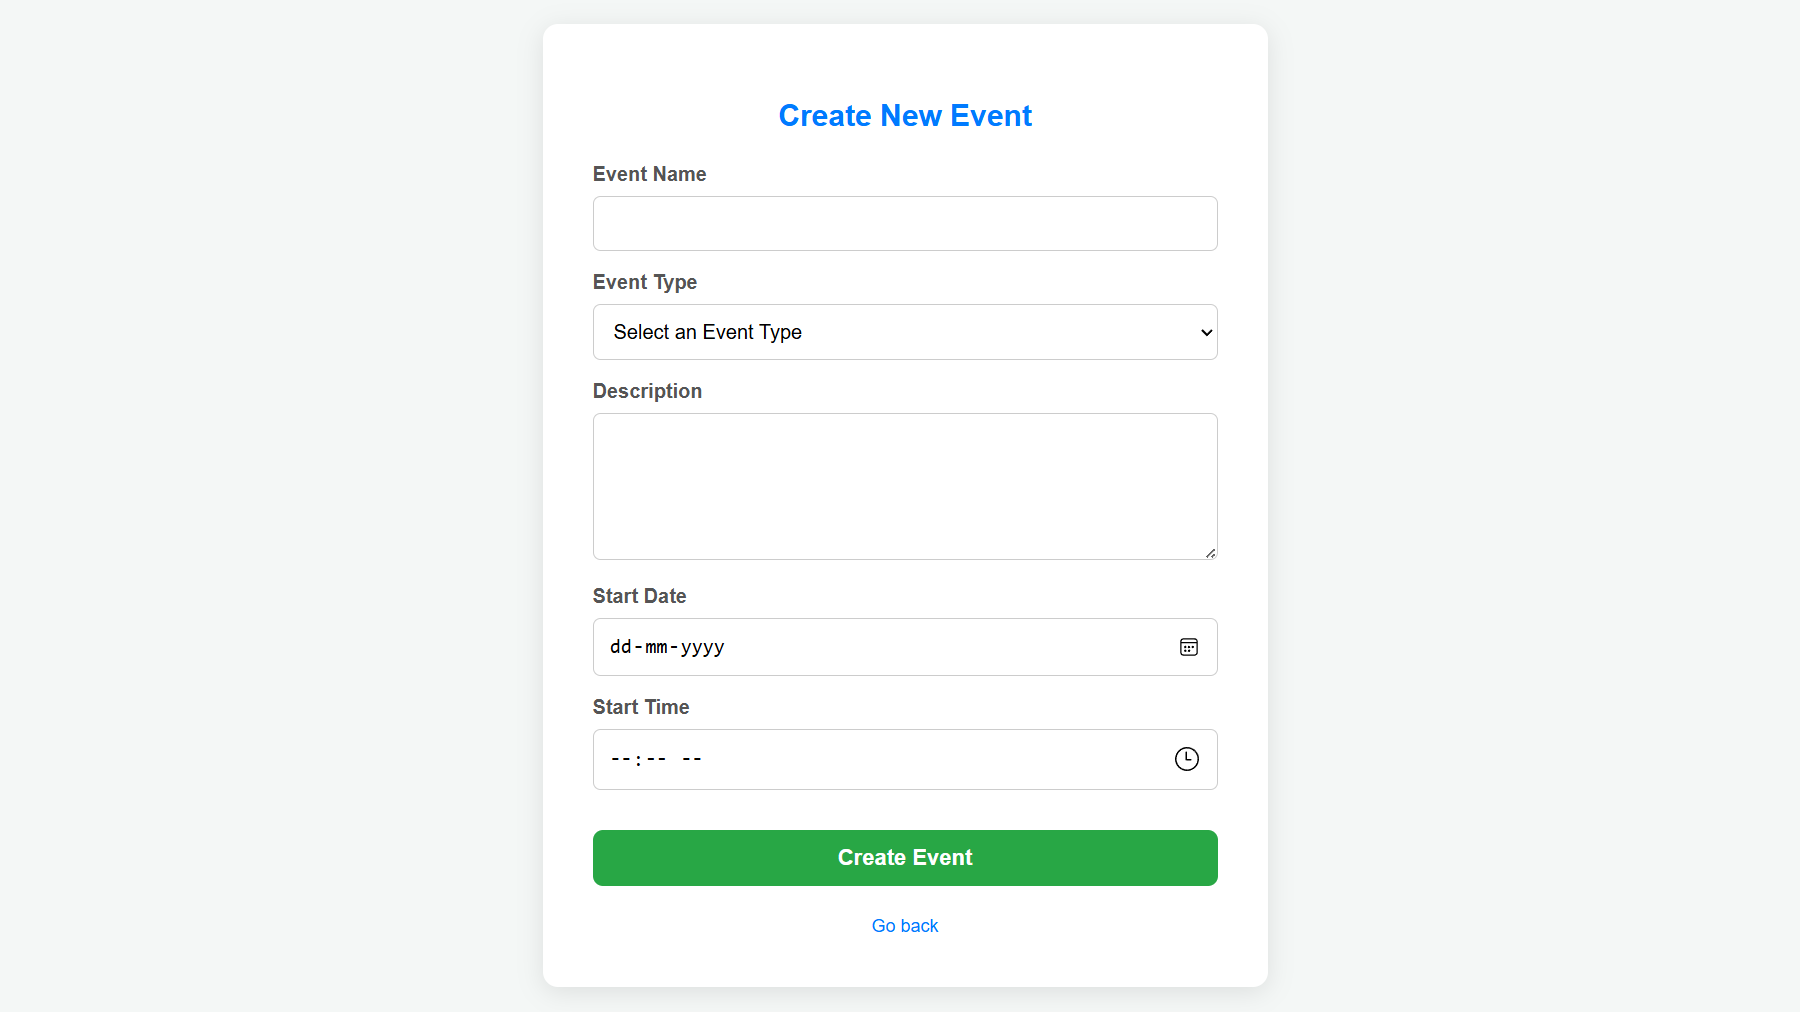 Create New Event
Event Name
Event Type
Select an Event Type
Description
Start Date
dd-mm-yyyy
Start Time
--:-- --
Create Event
Go back